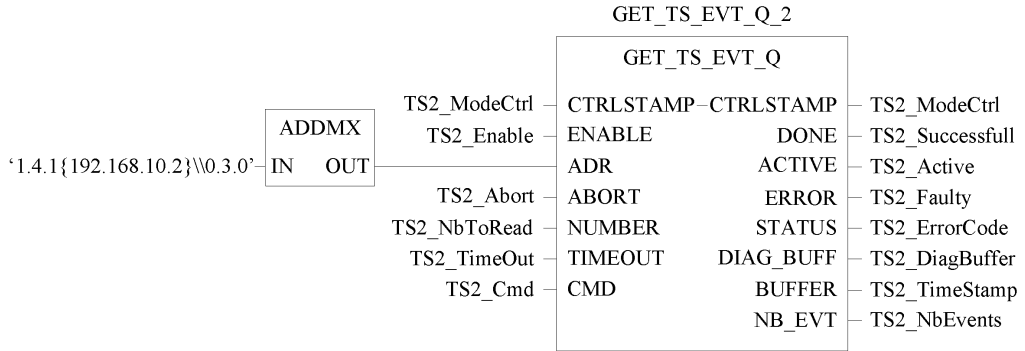 GET_TS_EVT_Q_2
GET_TS_EVT_Q
TS2_ModeCtrl CTRLSTAMP CTRLSTAMP TS2_ModeCtrl
ADDMX TS2_Enable ENABLE DONE TS2_Successfull
‘1.4.1{192.168.10.2}\\0.3.0’ IN OUT ADR ACTIVE TS2_Active
TS2_Abort ABORT ERROR TS2_Faulty
TS2_NbToRead NUMBER STATUS TS2_ErrorCode
TS2_TimeOut TIMEOUT DIAG_BUFF TS2_DiagBuffer
TS2_Cmd CMD BUFFER TS2_TimeStamp
NB_EVT TS2_NbEvents